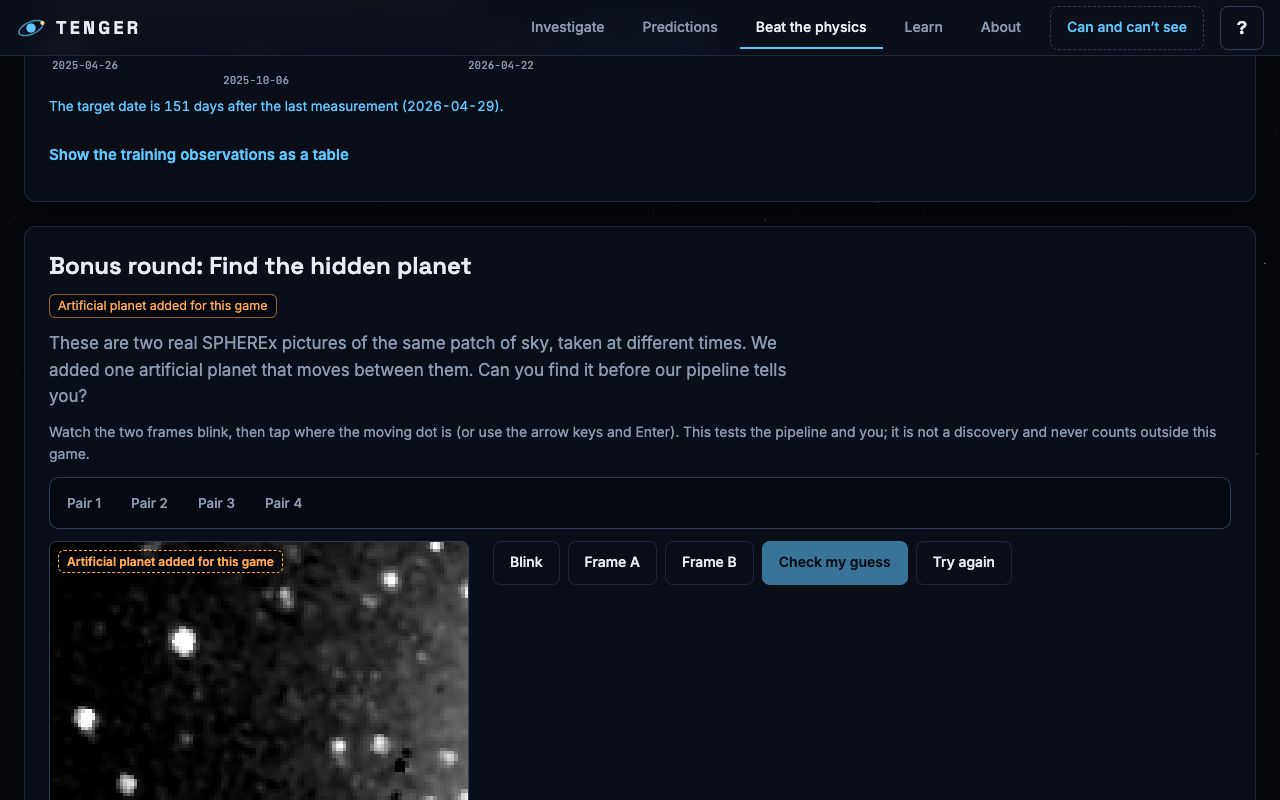 TENGER
Investigate
Predictions
Beat the physics
Learn
About
Can and can't see
?
2025-04-26
2026-04-22
2025-10-06
The target date is 151 days after the last measurement (2026-04-29).
Show the training observations as a table
Bonus round: Find the hidden planet
Artificial planet added for this game
These are two real SPHEREx pictures of the same patch of sky, taken at different times. We
added one artificial planet that moves between them. Can you find it before our pipeline tells
you?
Watch the two frames blink, then tap where the moving dot is (or use the arrow keys and Enter). This tests the pipeline and you; it is not a discovery and never counts outside this
game.
Pair 1
Pair 2
Pair 3
Pair 4
Artificial planet added for this game
Blink
Frame A
Frame B
Check my guess
Try again